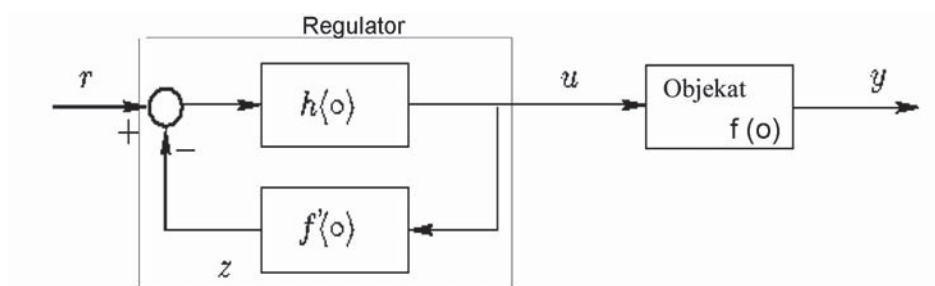 Regulator
r
h⟨∘⟩
u
Objekat
f (o)
y
+
−
f'⟨∘⟩
z